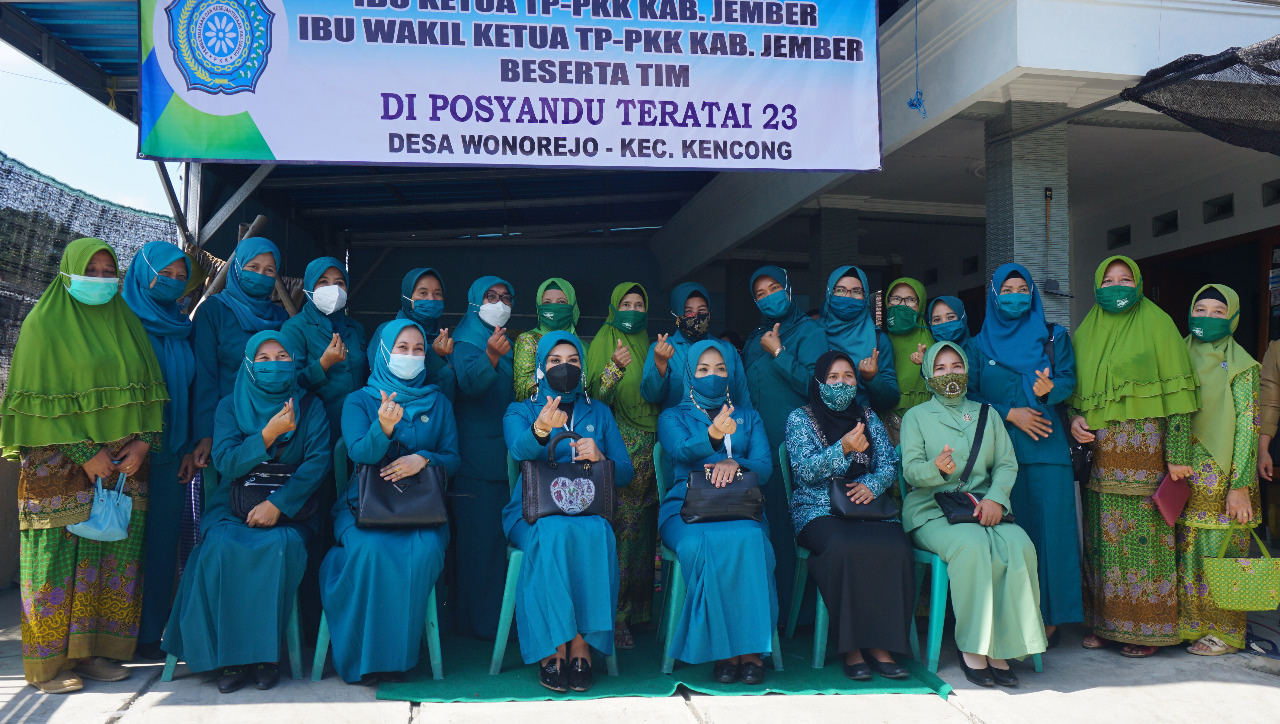 IBU KETUA TP-PKK KAB. JEMBER
IBU WAKIL KETUA TP-PKK KAB. JEMBER
BESERTA TIM
DI POSYANDU TERATAI 23
DESA WONOREJO - KEC. KENCONG